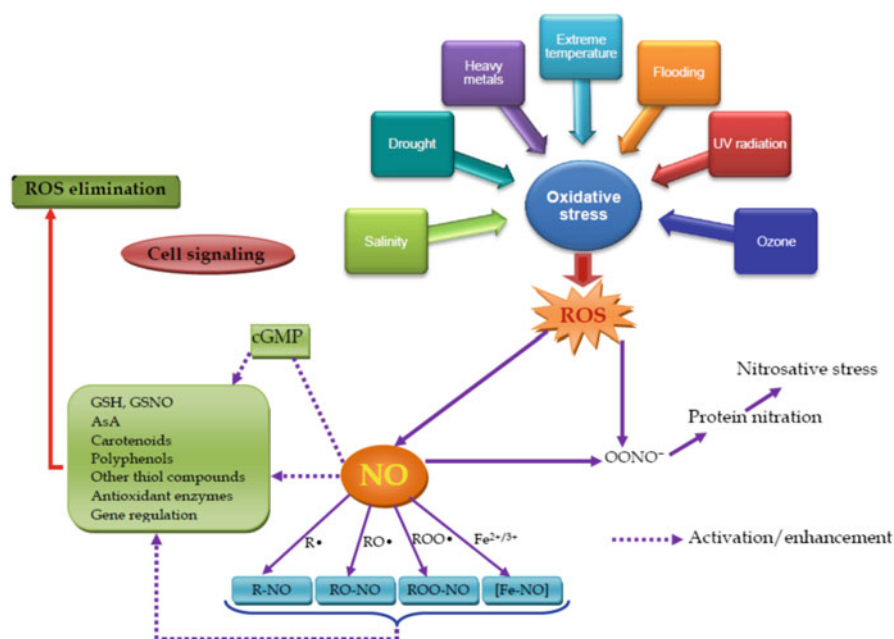 Extreme
temperature
Heavy
metals
Flooding
Drought
UV radiation
Salinity
Ozone
Oxidative
stress
ROS elimination
Cell signaling
ROS
cGMP
Nitrosative stress
Protein nitration
OONO⁻
GSH, GSNO
AsA
Carotenoids
Polyphenols
Other thiol compounds
Antioxidant enzymes
Gene regulation
NO
R•
RO•
ROO•
Fe²⁺/³⁺
Activation/enhancement
R-NO
RO-NO
ROO-NO
[Fe-NO]